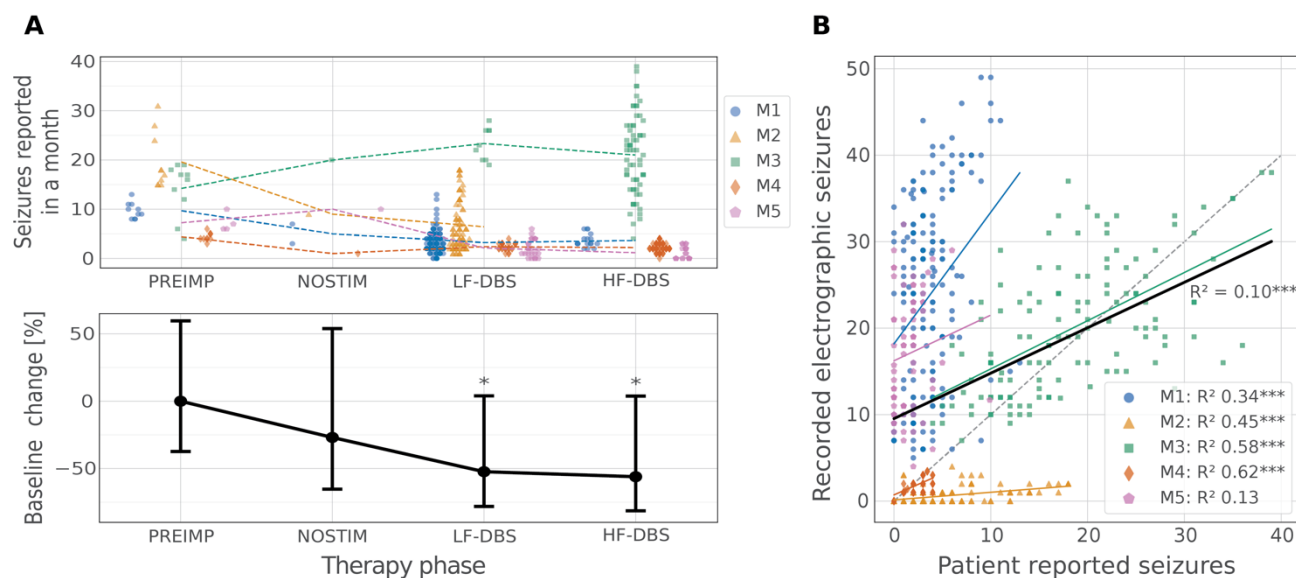 A
Seizures reported
in a month
40
30
20
10
0
PREIMP NOSTIM LF-DBS HF-DBS
M1
M2
M3
M4
M5
Baseline change [%]
50
0
−50
* *
PREIMP NOSTIM LF-DBS HF-DBS
Therapy phase
B
Recorded electrographic seizures
50
40
30
20
10
0
R² = 0.10***
M1: R² 0.34***
M2: R² 0.45***
M3: R² 0.58***
M4: R² 0.62***
M5: R² 0.13
0 10 20 30 40
Patient reported seizures